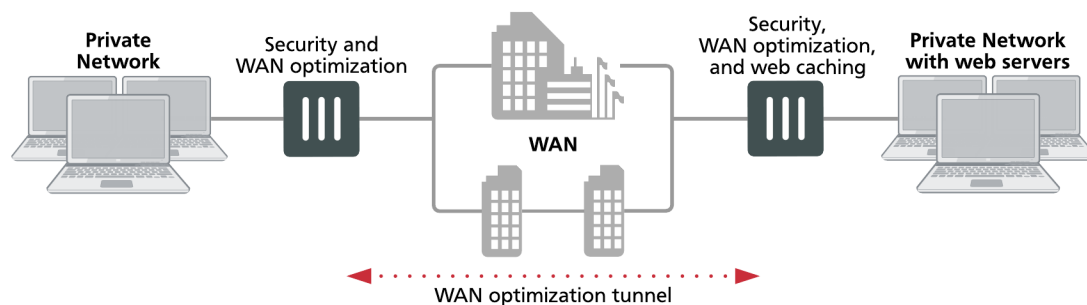 Private
Network
Security and
WAN optimization
WAN
Security,
WAN optimization,
and web caching
Private Network
with web servers
WAN optimization tunnel